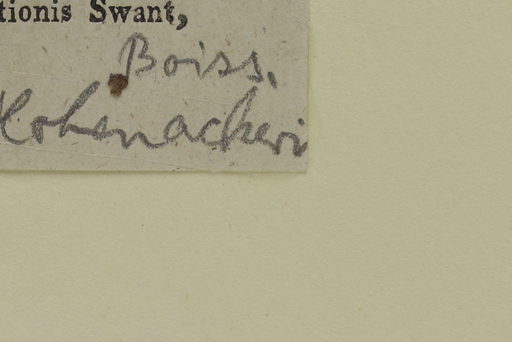 tionis Swant,
Boiss.
Hohenackeri